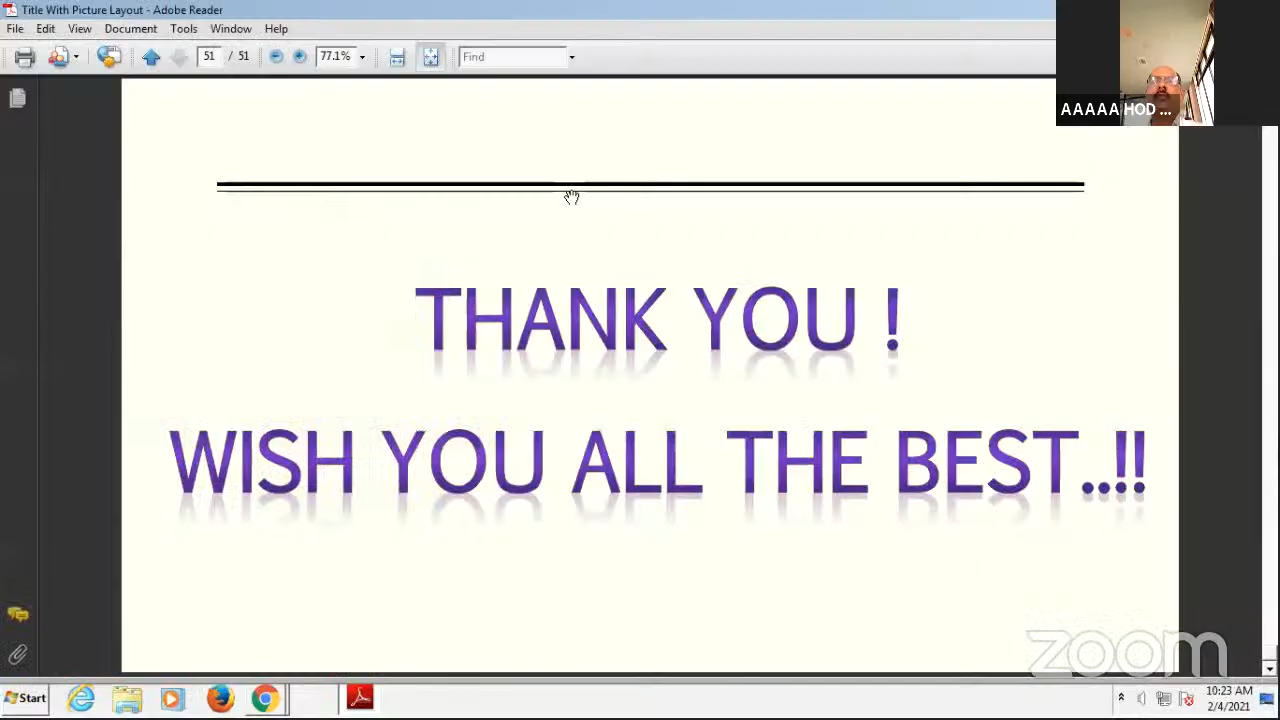 Title With Picture Layout - Adobe Reader
File Edit View Document Tools Window Help
51 / 51 77.1% Find
AAAAA HOD ...
THANK YOU !
WISH YOU ALL THE BEST..!!
zoom
Start
10:23 AM
2/4/2021